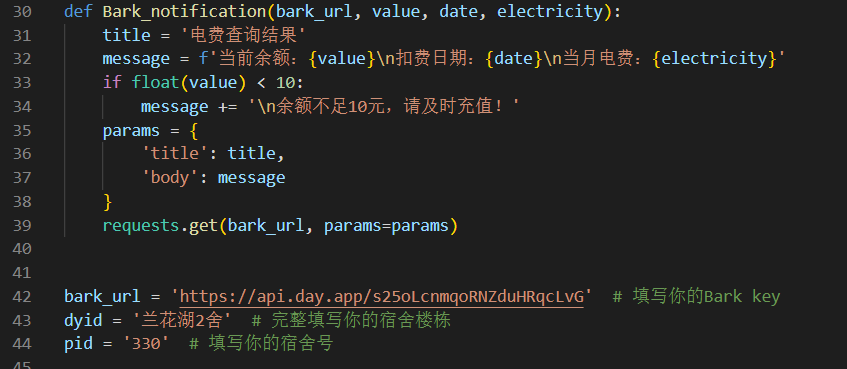 30 def Bark_notification(bark_url, value, date, electricity):
31     title = '电费查询结果'
32     message = f'当前余额：{value}\n扣费日期：{date}\n当月电费：{electricity}'
33     if float(value) < 10:
34         message += '\n余额不足10元，请及时充值！'
35     params = {
36         'title': title,
37         'body': message
38     }
39     requests.get(bark_url, params=params)
40
41
42 bark_url = 'https://api.day.app/s25oLcnmqoRNZduHRqcLvG'  # 填写你的Bark key
43 dyid = '兰花湖2舍'  # 完整填写你的宿舍楼栋
44 pid = '330'  # 填写你的宿舍号
45